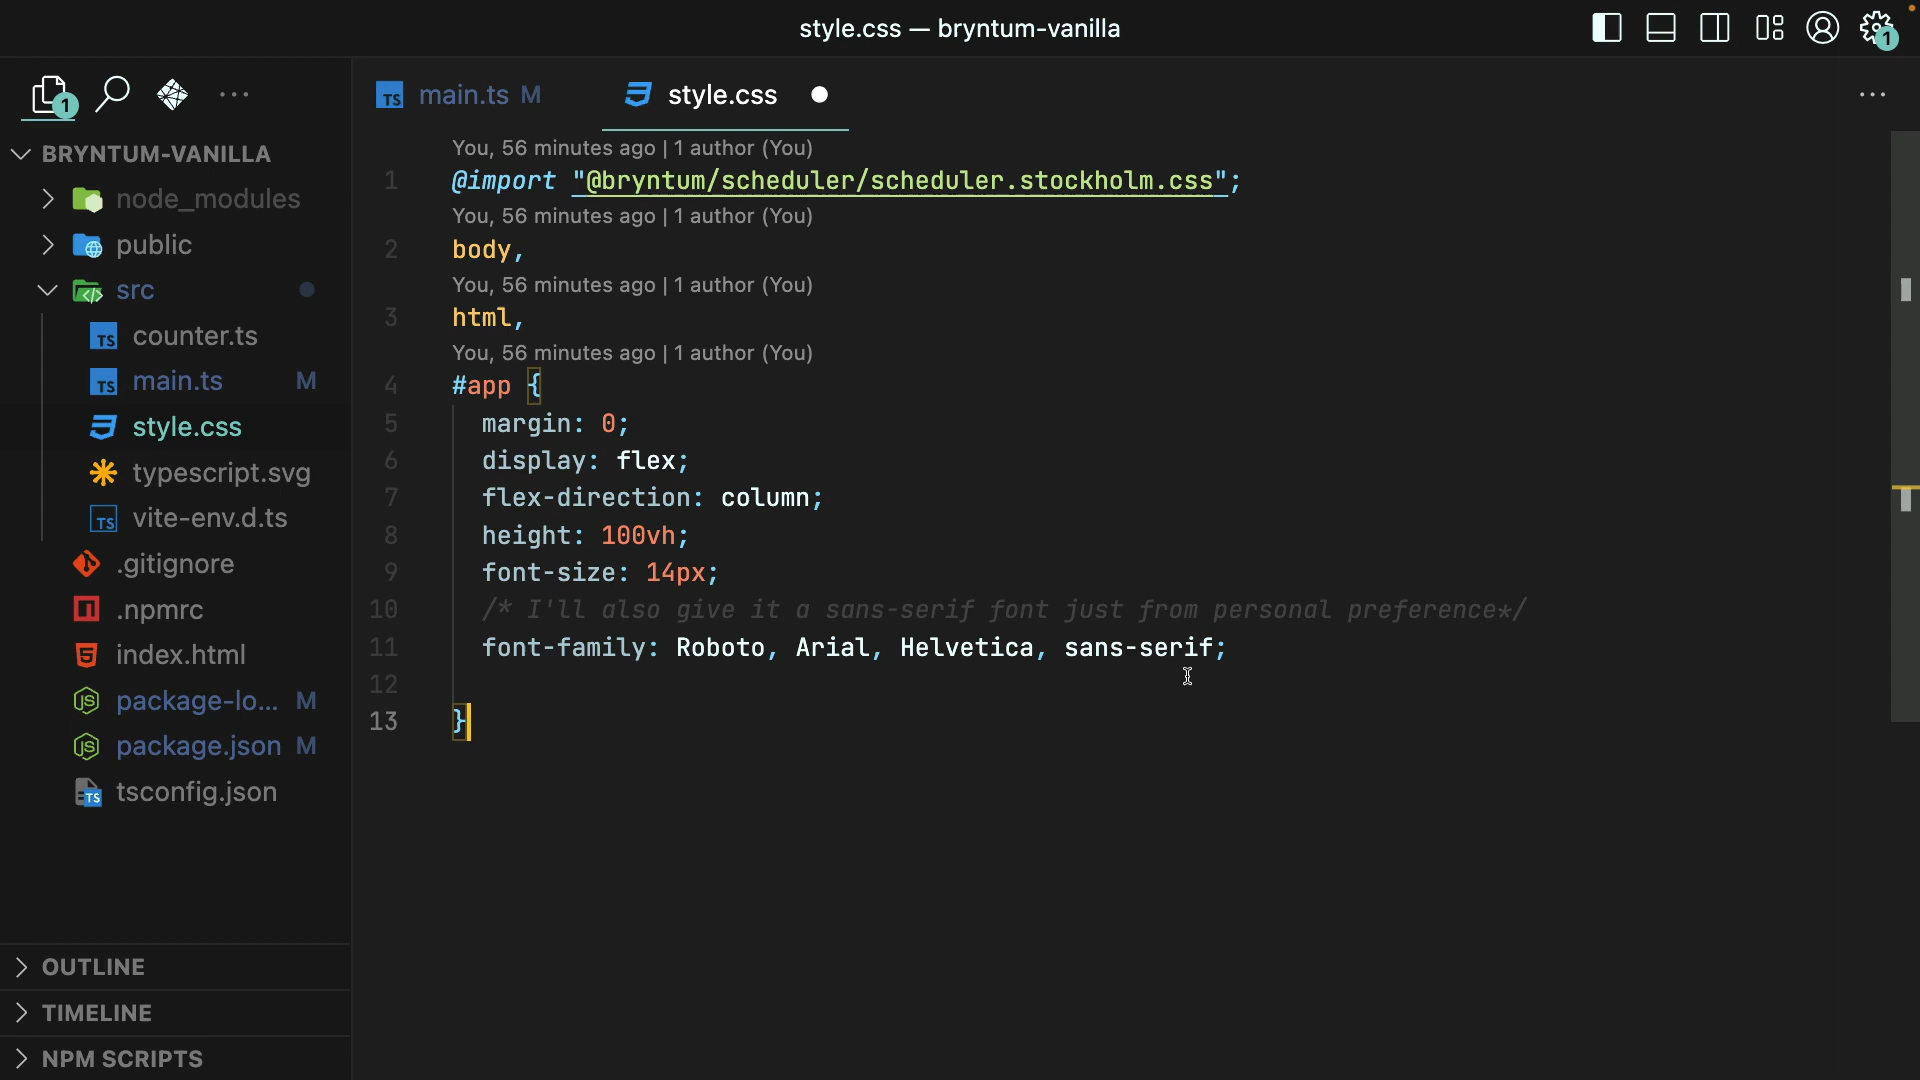 style.css — bryntum-vanilla
1
1
main.ts M
style.css
BRYNTUM-VANILLA
node_modules
public
src
counter.ts
main.ts M
style.css
typescript.svg
vite-env.d.ts
.gitignore
.npmrc
index.html
package-lo... M
package.json M
tsconfig.json
OUTLINE
TIMELINE
NPM SCRIPTS
You, 56 minutes ago | 1 author (You)
1 @import "@bryntum/scheduler/scheduler.stockholm.css";
You, 56 minutes ago | 1 author (You)
2 body,
You, 56 minutes ago | 1 author (You)
3 html,
You, 56 minutes ago | 1 author (You)
4 #app {
5 margin: 0;
6 display: flex;
7 flex-direction: column;
8 height: 100vh;
9 font-size: 14px;
10 /* I'll also give it a sans-serif font just from personal preference*/
11 font-family: Roboto, Arial, Helvetica, sans-serif;
12
13 }